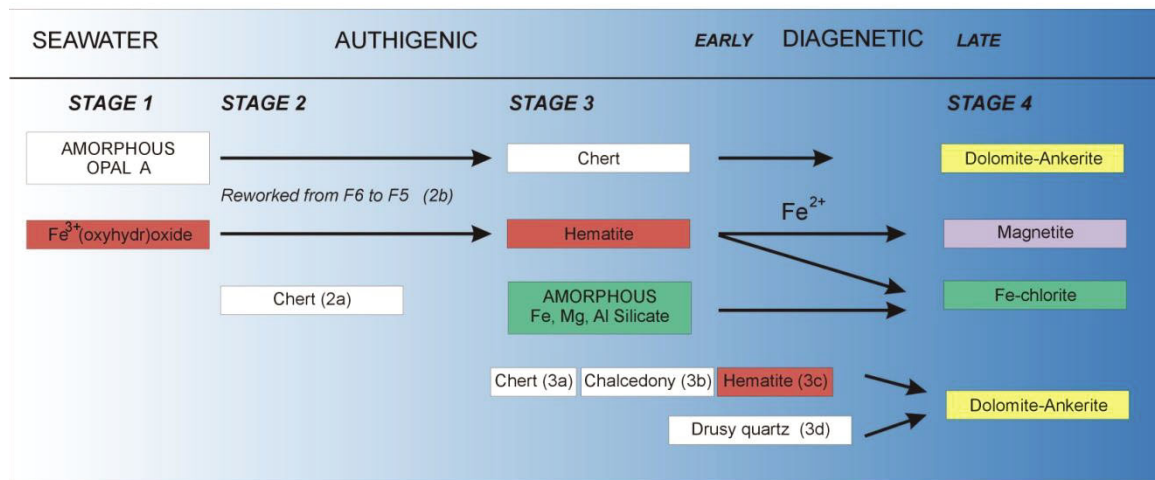 SEAWATER AUTHIGENIC EARLY DIAGENETIC LATE
STAGE 1 STAGE 2 STAGE 3 STAGE 4
AMORPHOUS
OPAL A
Chert
Dolomite-Ankerite
Reworked from F6 to F5 (2b)
Fe³⁺(oxyhydr)oxide
Hematite
Fe²⁺
Magnetite
Chert (2a)
AMORPHOUS
Fe, Mg, Al Silicate
Fe-chlorite
Chert (3a) Chalcedony (3b) Hematite (3c)
Drusy quartz (3d)
Dolomite-Ankerite